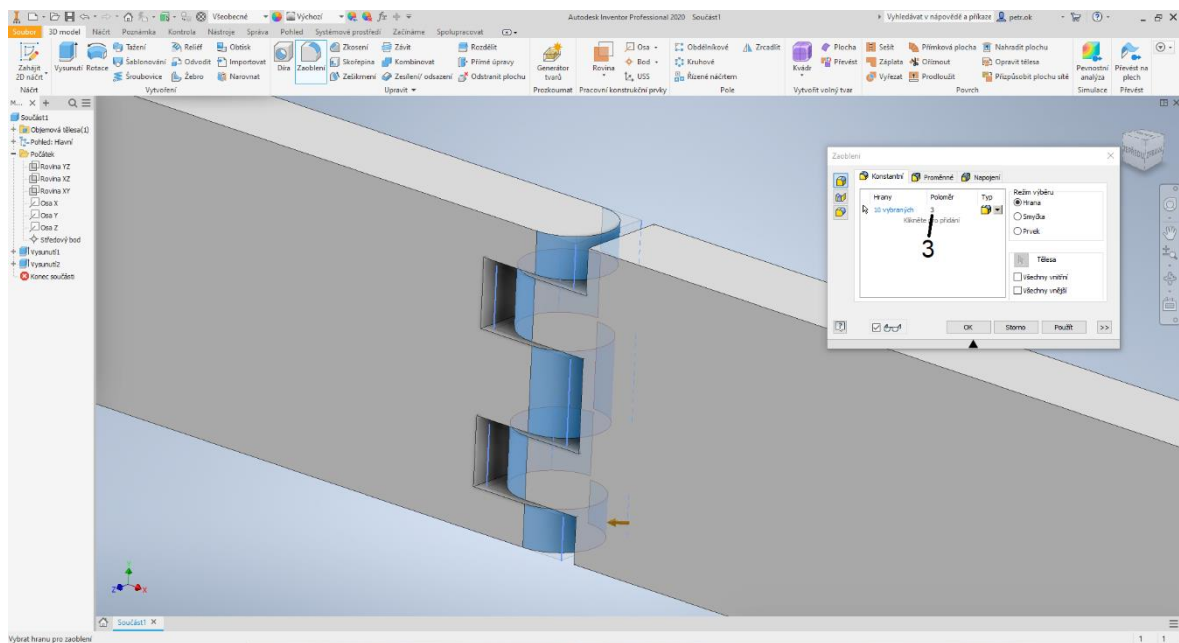 Všeobecné
Výchozí
Autodesk Inventor Professional 2020 Součást1
Vyhledávat v nápovědě a příkaze
petr.ok
Soubor 3D model Náčrt Poznámka Kontrola Nástroje Správa Pohled Systémové prostředí Začínáme Spolupracovat
Zahájit 2D náčrt
Vysunutí Rotace
Tažení Reliéf Obtisk
Šablonování Odvodit Importovat
Šroubovice Žebro Narovnat
Díra Zaoblení
Zkosení Závit Rozdělit
Skořepina Kombinovat Přímé úpravy
Zešikmení Zesílení/ odsazení Odstranit plochu
Generátor tvarů
Rovina
Osa
Bod
USS
Obdélníkové Zrcadlit
Kruhové
Řízené náčrtem
Kvádr
Plocha
Převést
Sešít Přímková plocha Nahradit plochu
Záplata Oříznout Opravit tělesa
Vyřezat Prodloužit Přizpůsobit plochu sítě
Pevnostní analýza
Převést na plech
Náčrt Vytvoření Upravit Prozkoumat Pracovní konstrukční prvky Pole Vytvořit volný tvar Povrch Simulace Převést
M... X +
Součást1
Objemová tělesa(1)
Pohled: Hlavní
Počátek
Rovina YZ
Rovina XZ
Rovina XY
Osa X
Osa Y
Osa Z
Středový bod
Vysunutí1
Vysunutí2
Konec součásti
Zaoblení
Konstantní Proměnné Napojení
Hrany Poloměr Typ
10 vybraných 3
Klikněte pro přidání
3
Režim výběru
Hrana
Smyčka
Prvek
Tělesa
Všechny vnitřní
Všechny vnější
OK Storno Použít >>
Y
Z X
Součást1 X
Vybrat hranu pro zaoblení
1 1